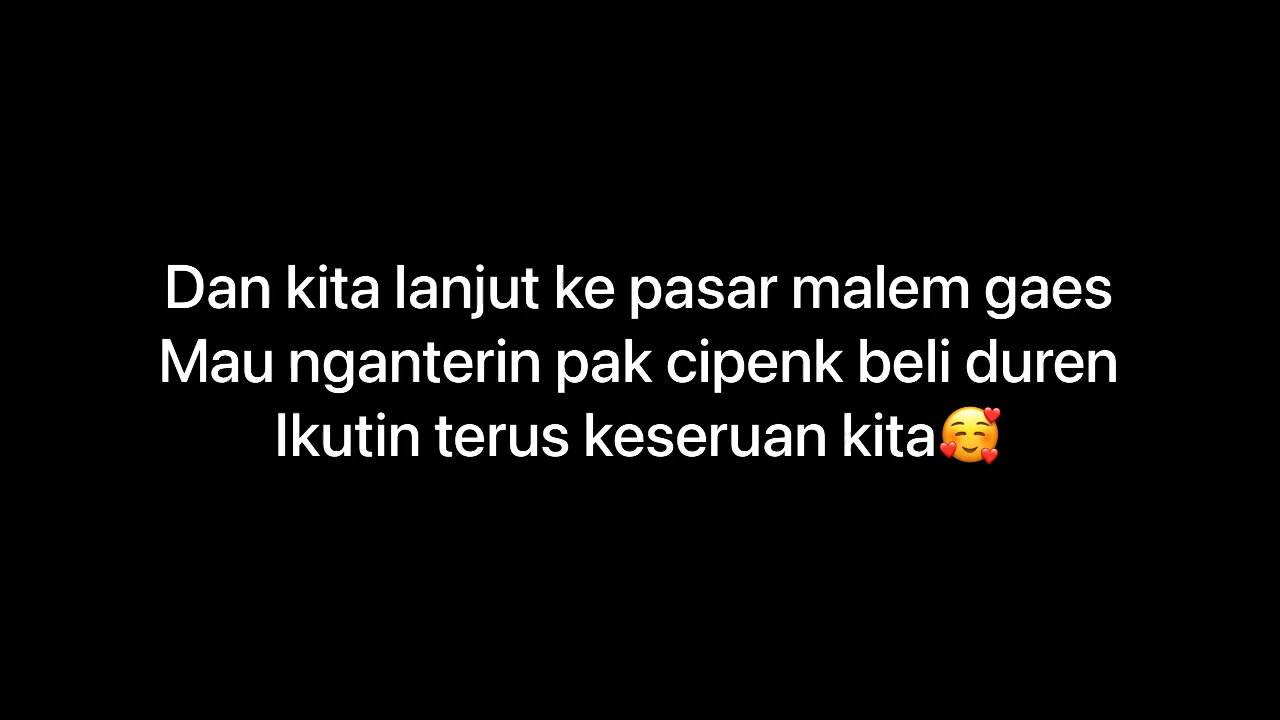 Dan kita lanjut ke pasar malem gaes
Mau nganterin pak cipenk beli duren
Ikutin terus keseruan kita🥰